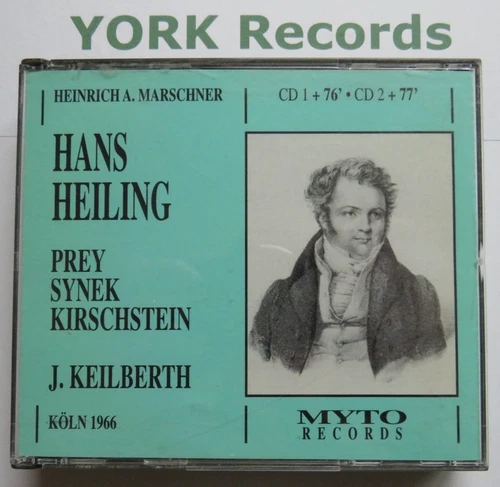 YORK Records
HEINRICH A. MARSCHNER
CD 1 + 76' • CD 2 + 77'
HANS
HEILING
PREY
SYNEK
KIRSCHSTEIN
J. KEILBERTH
KÖLN 1966
MYTO
RECORDS